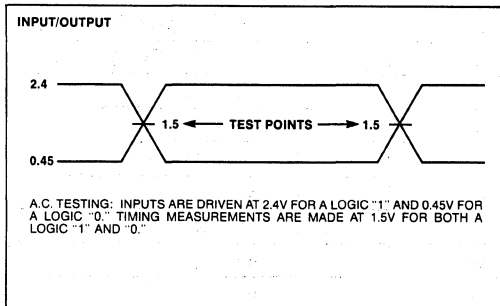 INPUT/OUTPUT
2.4
1.5 TEST POINTS 1.5
0.45
A.C. TESTING: INPUTS ARE DRIVEN AT 2.4V FOR A LOGIC "1" AND 0.45V FOR
A LOGIC "0." TIMING MEASUREMENTS ARE MADE AT 1.5V FOR BOTH A
LOGIC "1" AND "0."